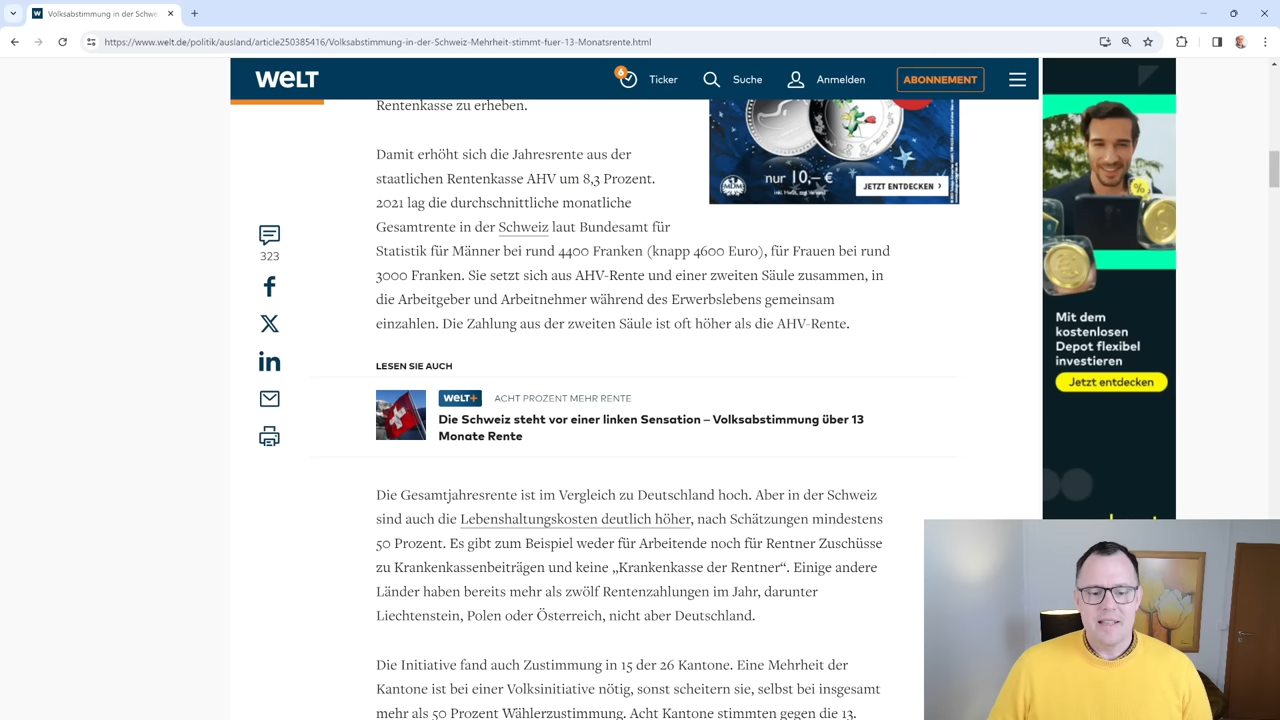 Volksabstimmung in der Schwe
https://www.welt.de/politik/ausland/article250385416/Volksabstimmung-in-der-Schweiz-Mehrheit-stimmt-fuer-13-Monatsrente.html
WELT
6
Ticker
Suche
Anmelden
ABONNEMENT
Rentenkasse zu erheben.
Damit erhöht sich die Jahresrente aus der
staatlichen Rentenkasse AHV um 8,3 Prozent.
2021 lag die durchschnittliche monatliche
Gesamtrente in der Schweiz laut Bundesamt für
Statistik für Männer bei rund 4400 Franken (knapp 4600 Euro), für Frauen bei rund
3000 Franken. Sie setzt sich aus AHV-Rente und einer zweiten Säule zusammen, in
die Arbeitgeber und Arbeitnehmer während des Erwerbslebens gemeinsam
einzahlen. Die Zahlung aus der zweiten Säule ist oft höher als die AHV-Rente.
nur 10,– €
inkl. MwSt.
MDM
JETZT ENTDECKEN
323
LESEN SIE AUCH
WELT+ ACHT PROZENT MEHR RENTE
Die Schweiz steht vor einer linken Sensation – Volksabstimmung über 13
Monate Rente
Die Gesamtjahresrente ist im Vergleich zu Deutschland hoch. Aber in der Schweiz
sind auch die Lebenshaltungskosten deutlich höher, nach Schätzungen mindestens
50 Prozent. Es gibt zum Beispiel weder für Arbeitende noch für Rentner Zuschüsse
zu Krankenkassenbeiträgen und keine „Krankenkasse der Rentner“. Einige andere
Länder haben bereits mehr als zwölf Rentenzahlungen im Jahr, darunter
Liechtenstein, Polen oder Österreich, nicht aber Deutschland.
Die Initiative fand auch Zustimmung in 15 der 26 Kantone. Eine Mehrheit der
Kantone ist bei einer Volksinitiative nötig, sonst scheitern sie, selbst bei insgesamt
mehr als 50 Prozent Wählerzustimmung. Acht Kantone stimmten gegen die 13.
%
Mit dem
kostenlosen
Depot flexibel
investieren
Jetzt entdecken